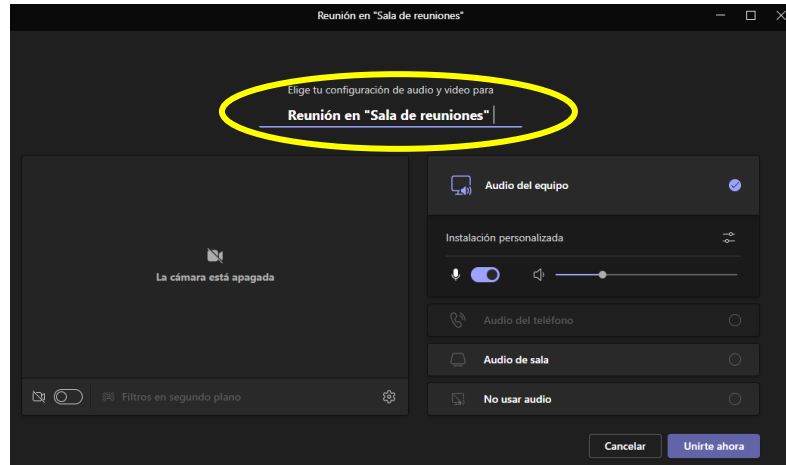 Reunión en "Sala de reuniones"
Elige tu configuración de audio y video para
Reunión en "Sala de reuniones"
La cámara está apagada
Filtros en segundo plano
Audio del equipo
Instalación personalizada
Audio del teléfono
Audio de sala
No usar audio
Cancelar
Unirte ahora